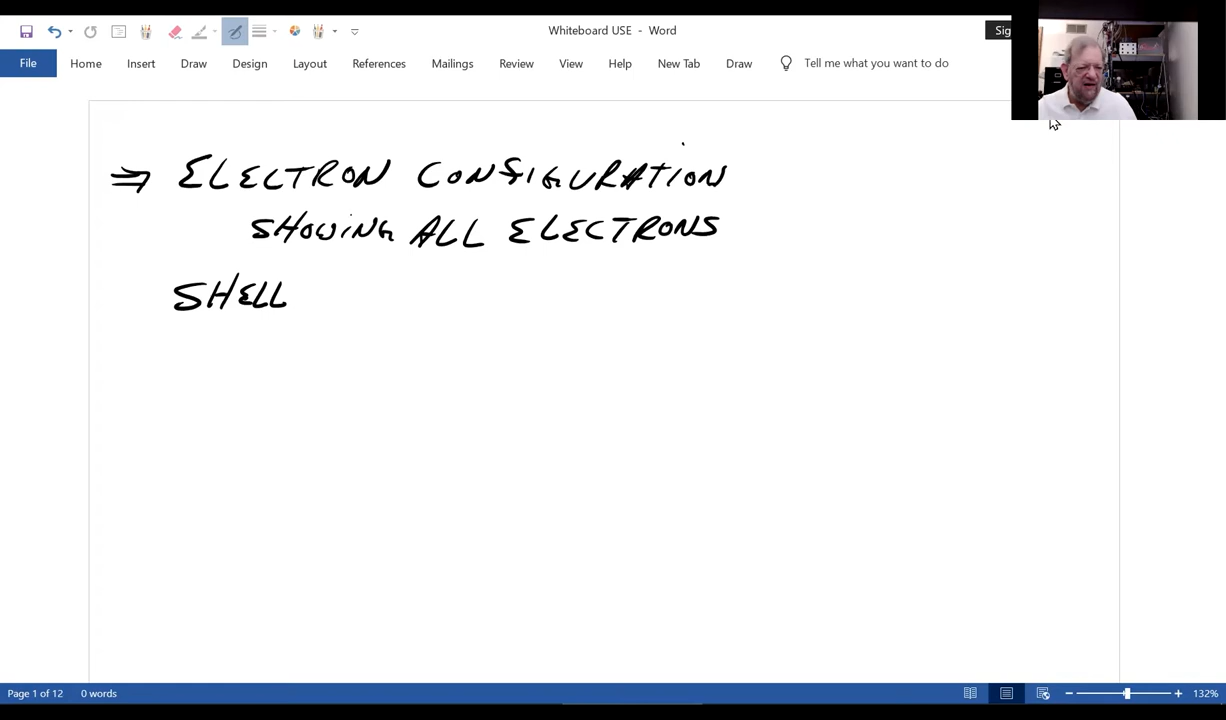 Whiteboard USE - Word
Sig
File Home Insert Draw Design Layout References Mailings Review View Help New Tab Draw Tell me what you want to do
⇒ ELECTRON CONFIGURATION
SHOWING ALL ELECTRONS
SHELL
Page 1 of 12 0 words 132%